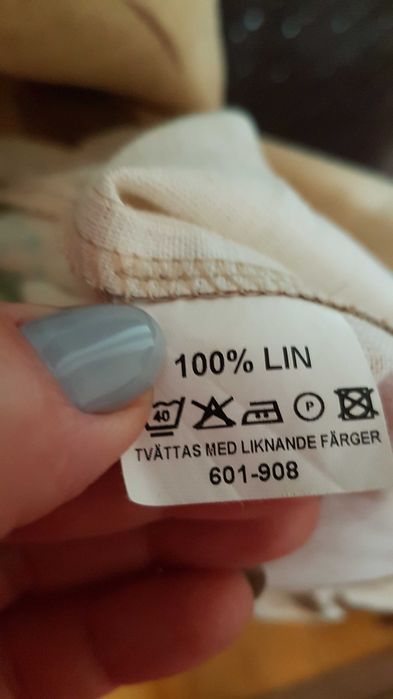 100% LIN
40 P
TVÄTTAS MED LIKNANDE FÄRGER
601-908